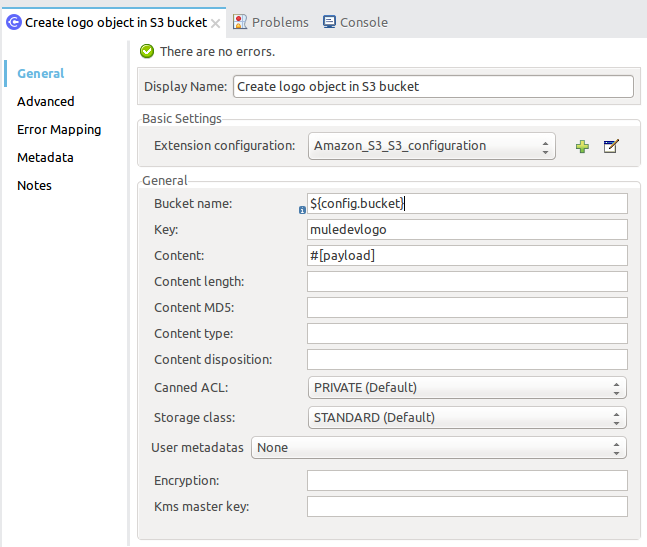 Create logo object in S3 bucket
Problems
Console
There are no errors.
General
Advanced
Error Mapping
Metadata
Notes
Display Name: Create logo object in S3 bucket
Basic Settings
Extension configuration: Amazon_S3_S3_configuration
General
Bucket name: ${config.bucket}
Key: muledevlogo
Content: #[payload]
Content length:
Content MD5:
Content type:
Content disposition:
Canned ACL: PRIVATE (Default)
Storage class: STANDARD (Default)
User metadatas None
Encryption:
Kms master key: